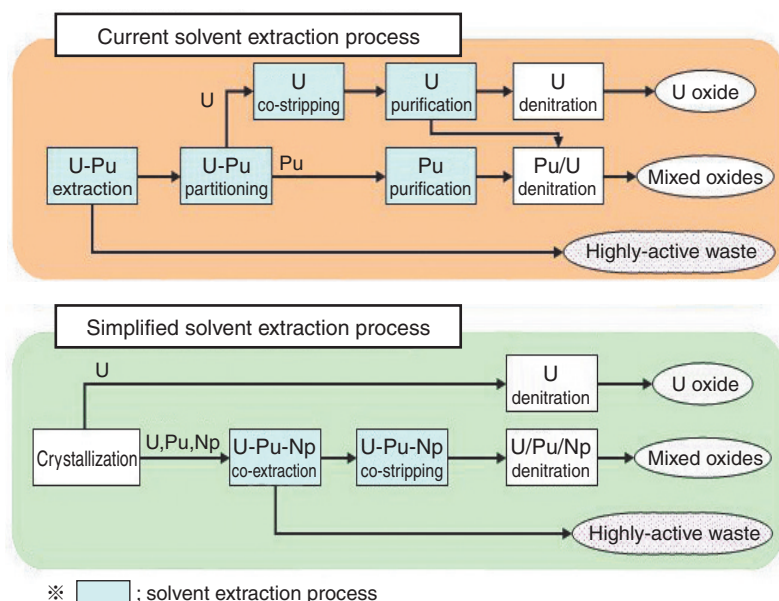 Current solvent extraction process
U
co-stripping
U
purification
U
denitration
U oxide
U
U-Pu
extraction
U-Pu
partitioning
Pu
Pu
purification
Pu/U
denitration
Mixed oxides
Highly-active waste
Simplified solvent extraction process
U
U
denitration
U oxide
Crystallization
U,Pu,Np
U-Pu-Np
co-extraction
U-Pu-Np
co-stripping
U/Pu/Np
denitration
Mixed oxides
Highly-active waste
※ ; solvent extraction process